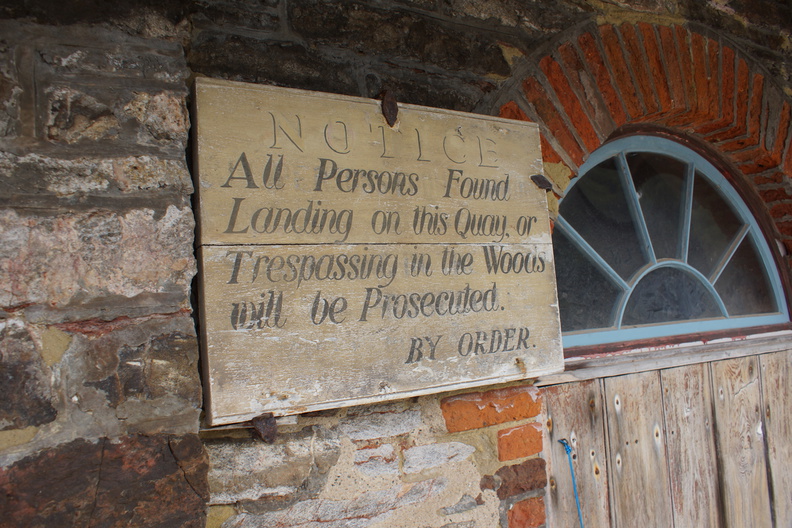 NOTICE
All Persons Found
Landing on this Quay, or
Trespassing in the Woods
will be Prosecuted.
BY ORDER.